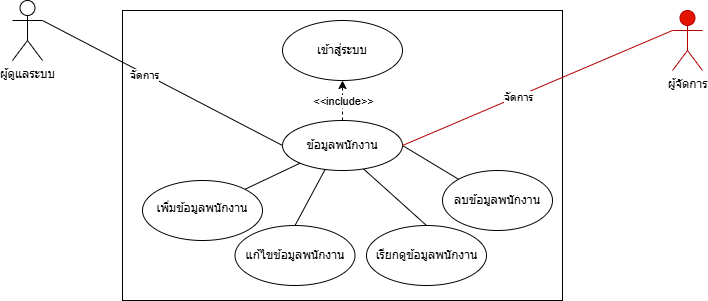 เข้าสู่ระบบ
ผู้ดูแลระบบ
จัดการ
ผู้จัดการ
<<include>>
จัดการ
ข้อมูลพนักงาน
เพิ่มข้อมูลพนักงาน
ลบข้อมูลพนักงาน
แก้ไขข้อมูลพนักงาน
เรียกดูข้อมูลพนักงาน